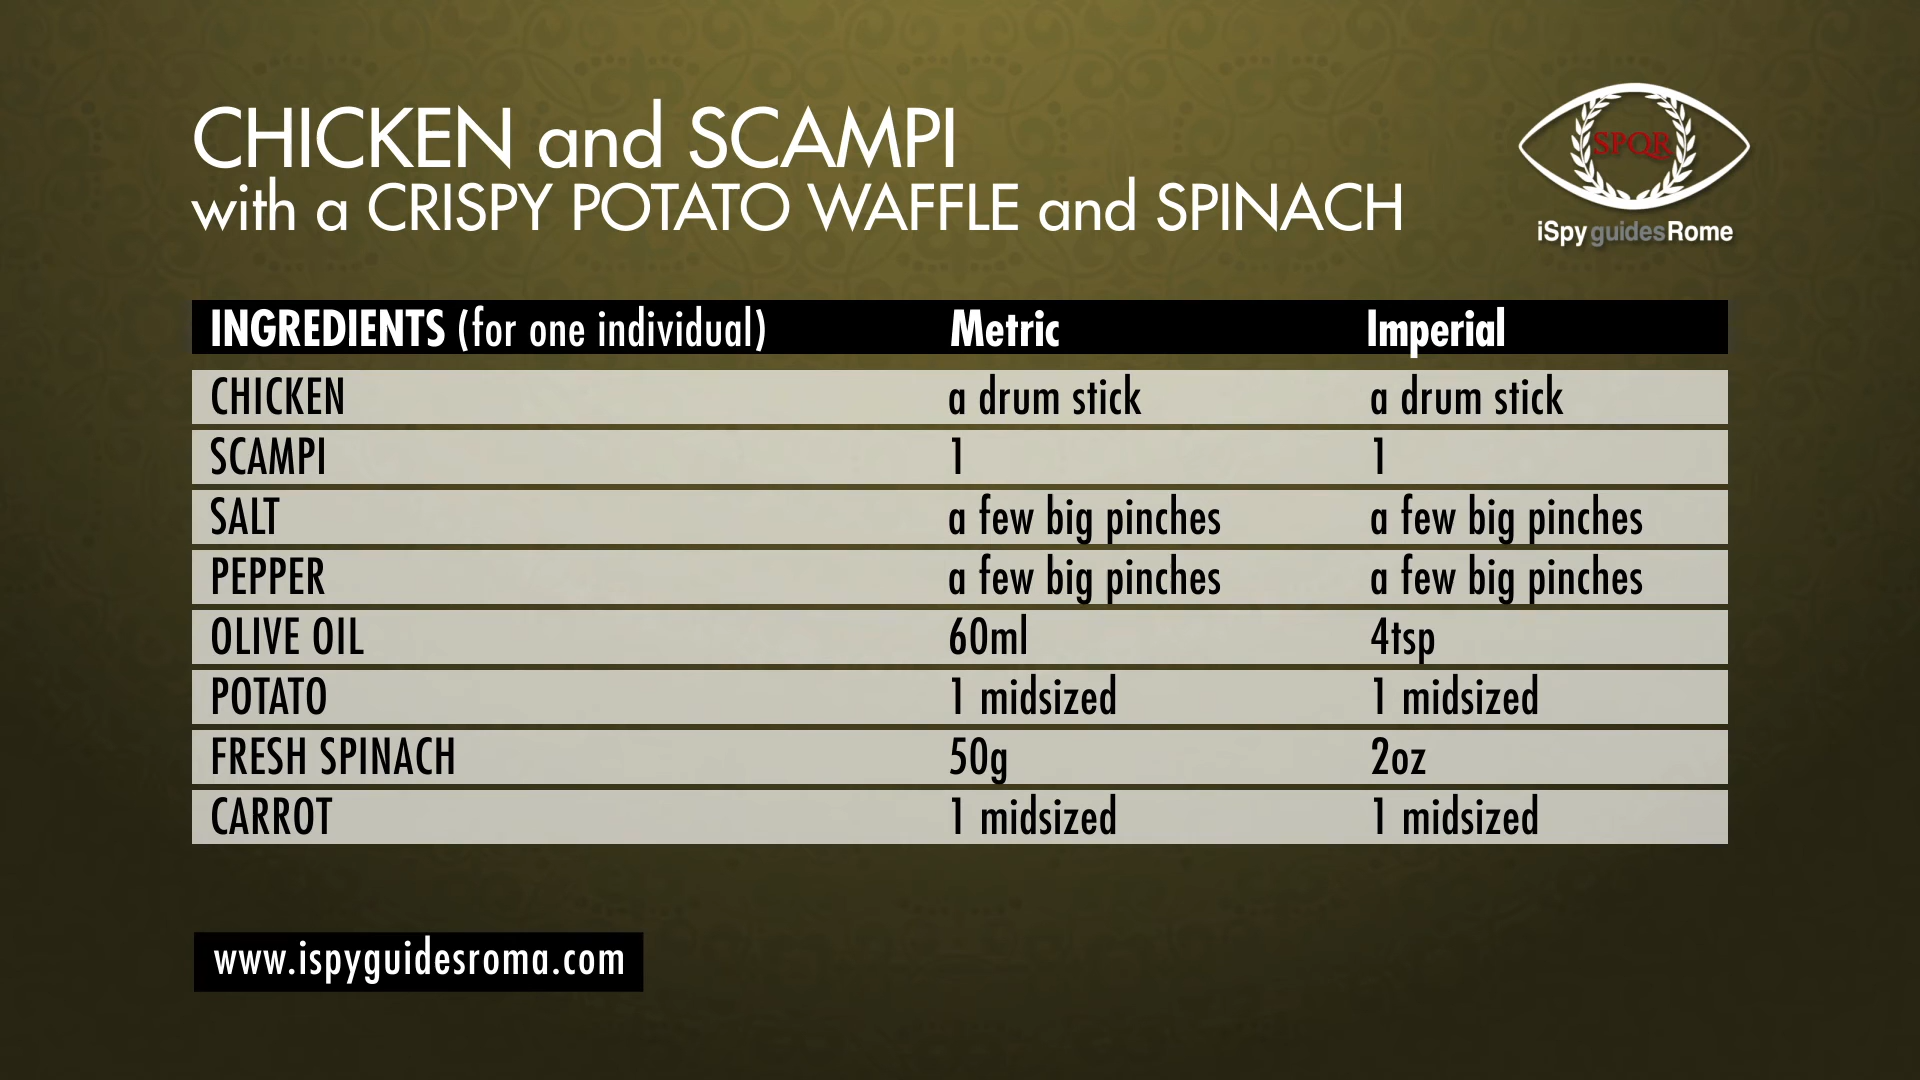 CHICKEN and SCAMPI
with a CRISPY POTATO WAFFLE and SPINACH
SPQR
iSpy guides Rome
INGREDIENTS (for one individual) Metric Imperial
CHICKEN a drum stick a drum stick
SCAMPI 1 1
SALT a few big pinches a few big pinches
PEPPER a few big pinches a few big pinches
OLIVE OIL 60ml 4tsp
POTATO 1 midsized 1 midsized
FRESH SPINACH 50g 2oz
CARROT 1 midsized 1 midsized
www.ispyguidesroma.com